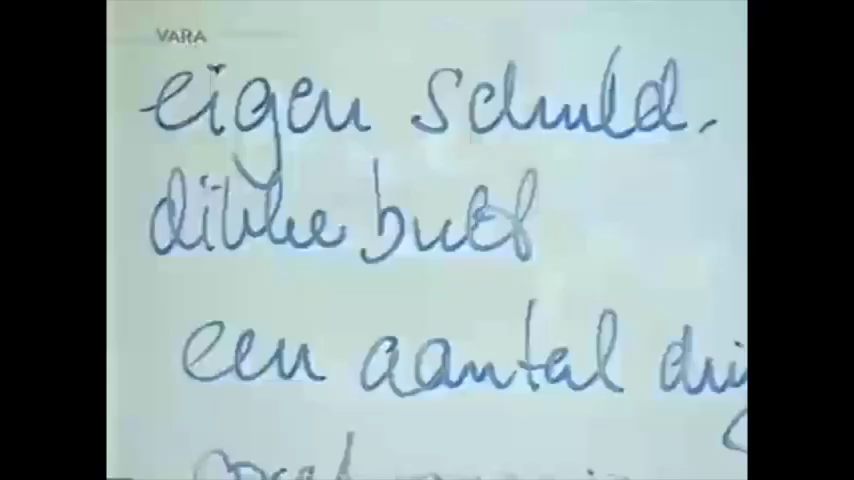 VARA
eigen schuld.
dikke bult
een aantal